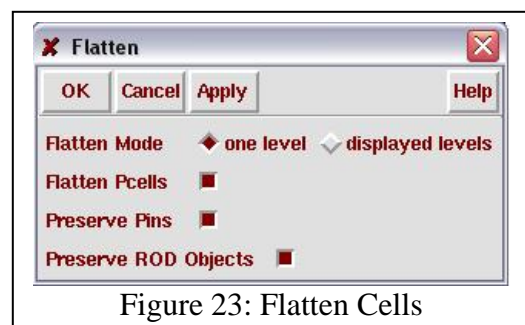 Flatten
OK Cancel Apply Help
Flatten Mode one level displayed levels
Flatten Pcells
Preserve Pins
Preserve ROD Objects
Figure 23: Flatten Cells